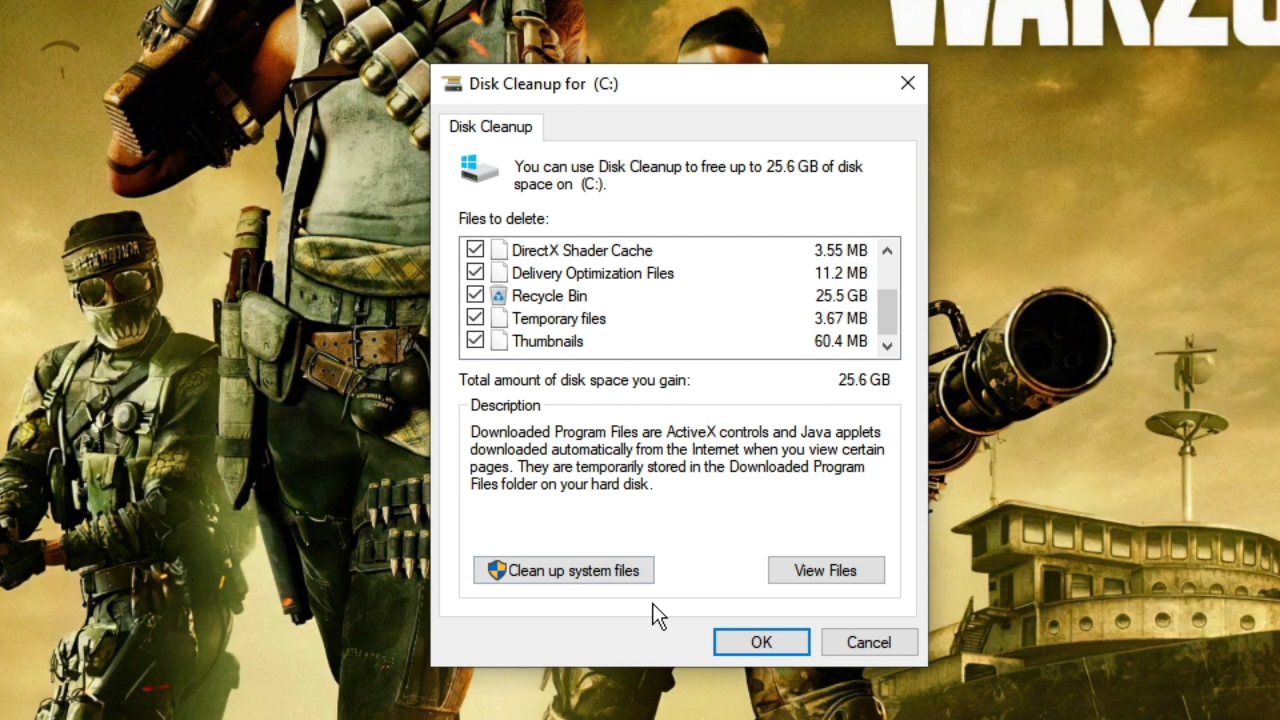 WARZO
Disk Cleanup for (C:)
Disk Cleanup
You can use Disk Cleanup to free up to 25.6 GB of disk
space on (C:).
Files to delete:
DirectX Shader Cache 3.55 MB
Delivery Optimization Files 11.2 MB
Recycle Bin 25.5 GB
Temporary files 3.67 MB
Thumbnails 60.4 MB
Total amount of disk space you gain: 25.6 GB
Description
Downloaded Program Files are ActiveX controls and Java applets
downloaded automatically from the Internet when you view certain
pages. They are temporarily stored in the Downloaded Program
Files folder on your hard disk.
Clean up system files
View Files
OK
Cancel